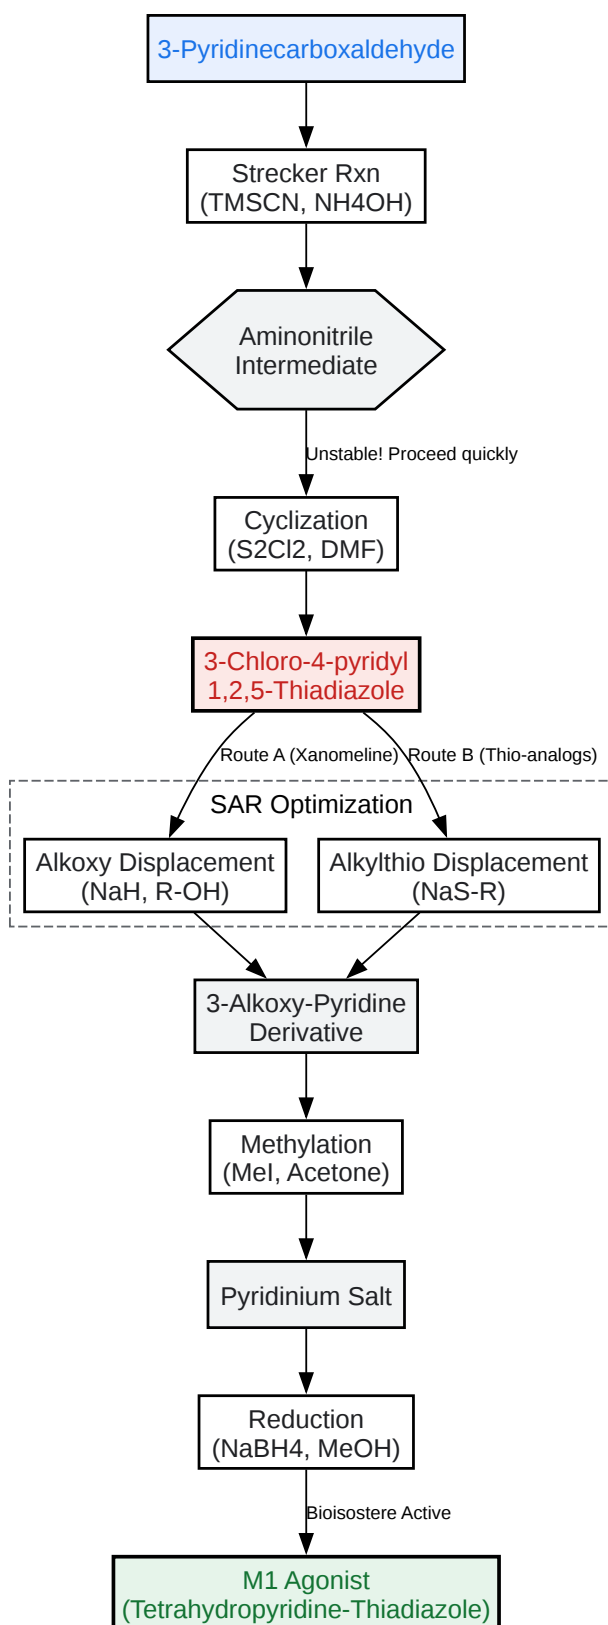 3-Pyridinecarboxaldehyde
Strecker Rxn
(TMSCN, NH4OH)
Aminonitrile
Intermediate
Unstable! Proceed quickly
Cyclization
(S2Cl2, DMF)
3-Chloro-4-pyridyl
1,2,5-Thiadiazole
Route A (Xanomeline)
Route B (Thio-analogs)
SAR Optimization
Alkoxy Displacement
(NaH, R-OH)
Alkylthio Displacement
(NaS-R)
3-Alkoxy-Pyridine
Derivative
Methylation
(MeI, Acetone)
Pyridinium Salt
Reduction
(NaBH4, MeOH)
Bioisostere Active
M1 Agonist
(Tetrahydropyridine-Thiadiazole)